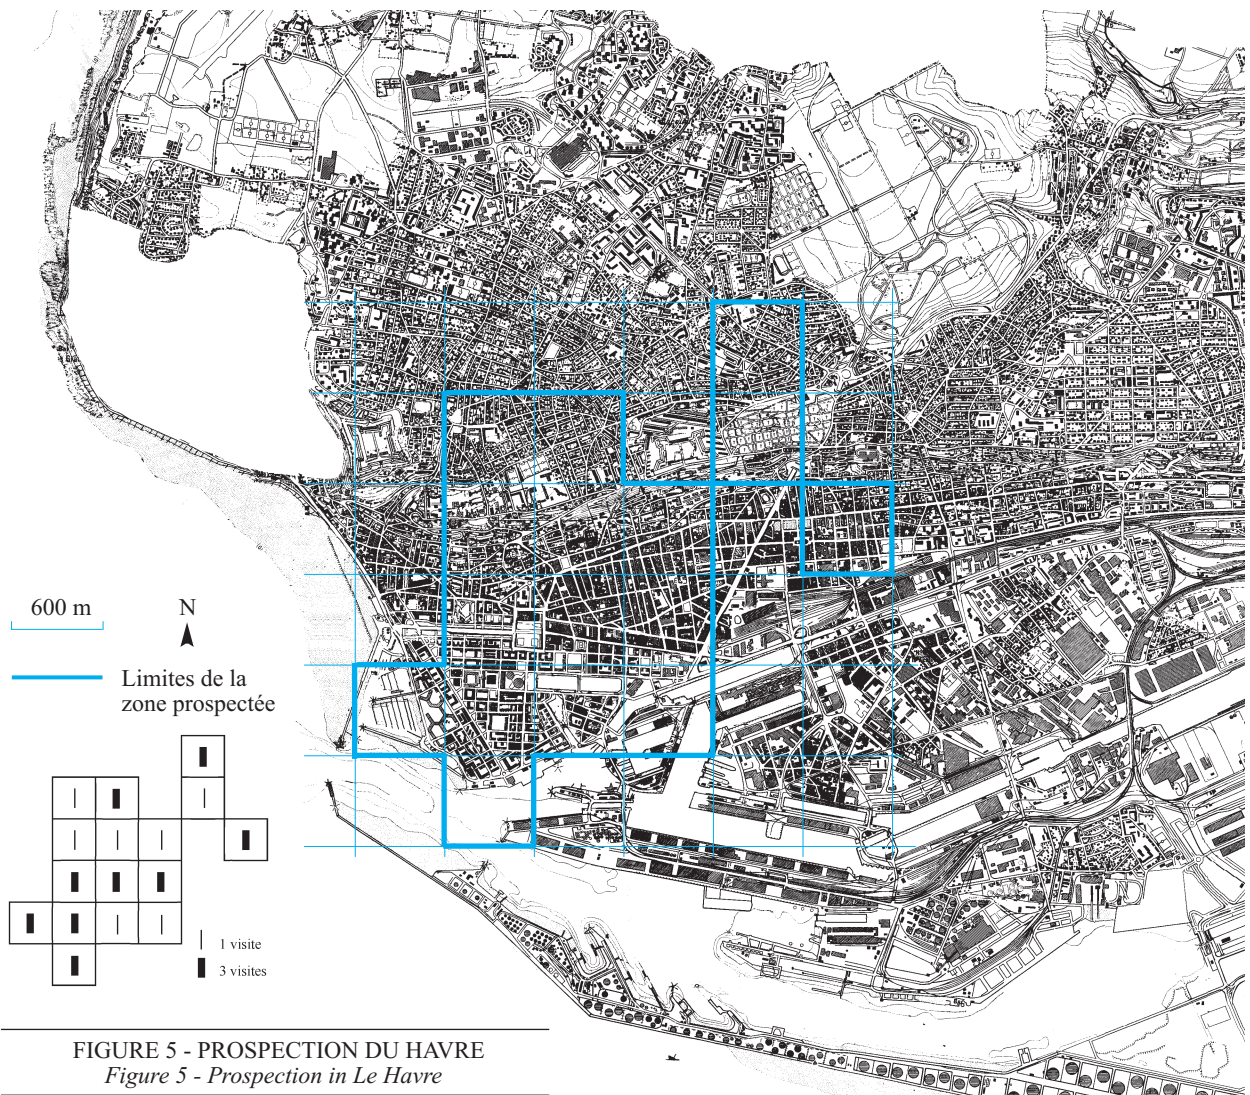 600 m
N
Limites de la
zone prospectée
1 visite
3 visites
FIGURE 5 - PROSPECTION DU HAVRE
Figure 5 - Prospection in Le Havre